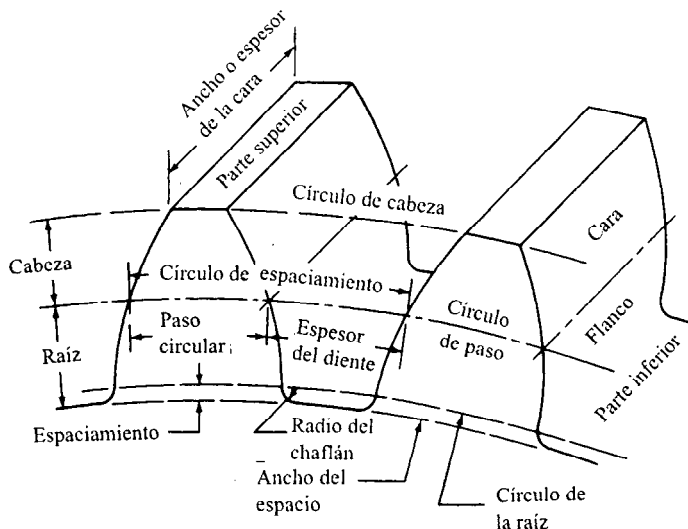 Ancho o espesor
de la cara
Parte superior
Círculo de cabeza
Cara
Cabeza
Círculo de espaciamiento
Círculo
de paso
Flanco
Paso
circular
Espesor
del diente
Raíz
Parte inferior
Espaciamiento
Radio del
chaflán
Ancho del
espacio
Círculo de
la raíz